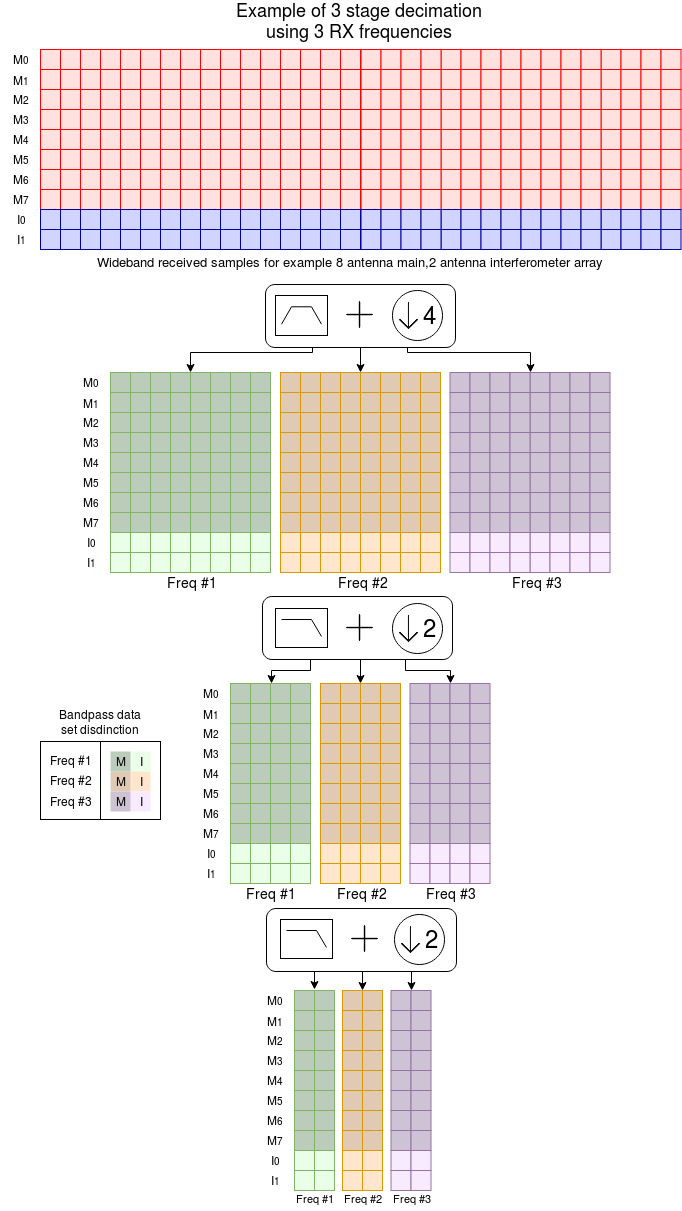 Example of 3 stage decimation
using 3 RX frequencies
M0
M1
M2
M3
M4
M5
M6
M7
I0
I1
Wideband received samples for example 8 antenna main,2 antenna interferometer array
+ ↓4
M0
M1
M2
M3
M4
M5
M6
M7
I0
I1
Freq #1 Freq #2 Freq #3
+ ↓2
M0
M1
M2
M3
M4
M5
M6
M7
I0
I1
Freq #1 Freq #2 Freq #3
Bandpass data
set disdinction
Freq #1 M I
Freq #2 M I
Freq #3 M I
+ ↓2
M0
M1
M2
M3
M4
M5
M6
M7
I0
I1
Freq #1 Freq #2 Freq #3